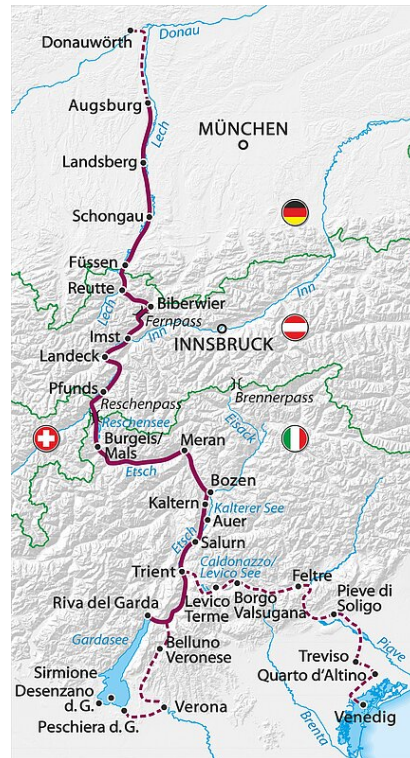 Donau
Donauwörth
Augsburg
Lech
MÜNCHEN
Landsberg
Schongau
Füssen
Reutte
Lech
Biberwier
Fernpass
Inn
Imst
Inn
INNSBRUCK
Landeck
Pfunds
Reschenpass
Brennerpass
Reschensee
Burgeis/
Mals
Etsch
Meran
Eisack
Bozen
Kaltern
Kalterer See
Auer
Etsch
Salurn
Trient
Caldonazzo/
Levico See
Feltre
Levico
Terme
Borgo
Valsugana
Pieve di
Soligo
Riva del Garda
Gardasee
Belluno
Veronese
Piave
Treviso
Quarto d'Altino
Sirmione
Desenzano
d. G.
Peschiera d. G.
Verona
Brenta
Venedig